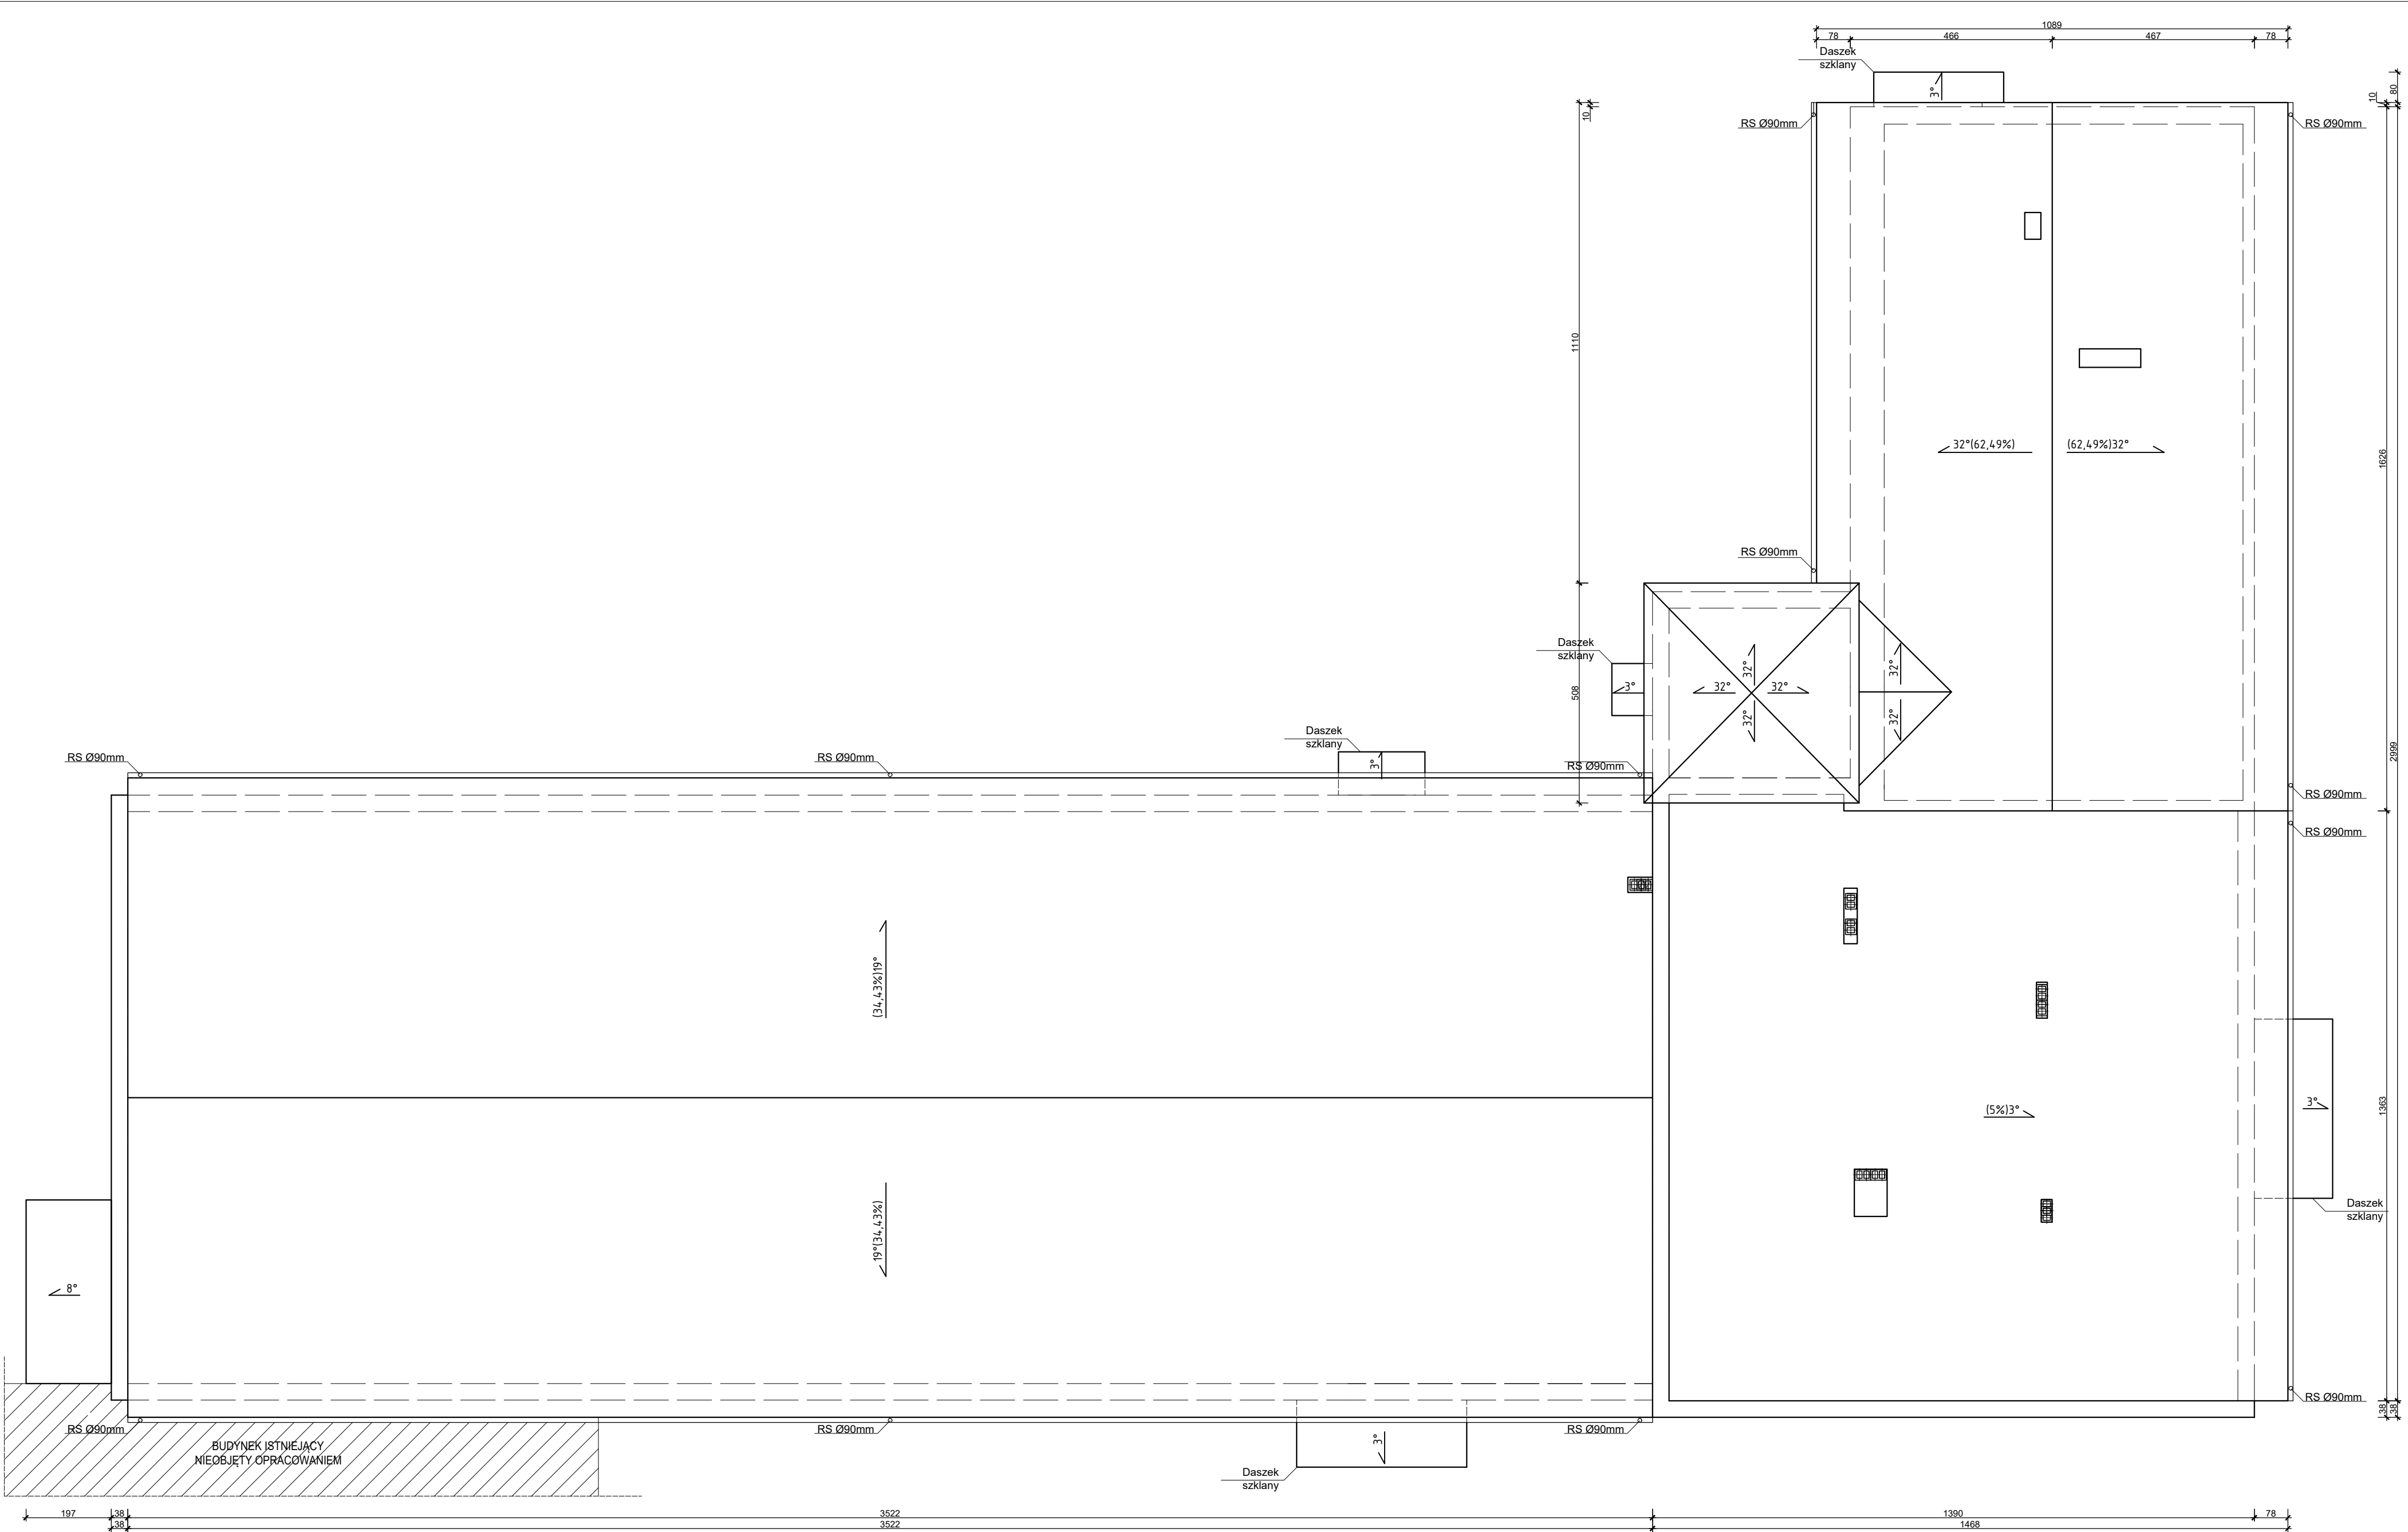 1089
78
466
467
78
Daszek
szklany
3°
10
80
10
RS Ø90mm
RS Ø90mm
1110
32°(62,49%)
(62,49%)32°
1626
RS Ø90mm
Daszek
szklany
3°
508
32°
32°
32°
32°
32°
32°
Daszek
szklany
3°
RS Ø90mm
RS Ø90mm
RS Ø90mm
2999
RS Ø90mm
RS Ø90mm
(34,43%)19°
(5%)3°
3°
1363
19°(34,43%)
Daszek
szklany
8°
RS Ø90mm
38
38
RS Ø90mm
RS Ø90mm
RS Ø90mm
BUDYNEK ISTNIEJĄCY
NIEOBJĘTY OPRACOWANIEM
3°
Daszek
szklany
197
38
3522
1390
78
38
3522
1468